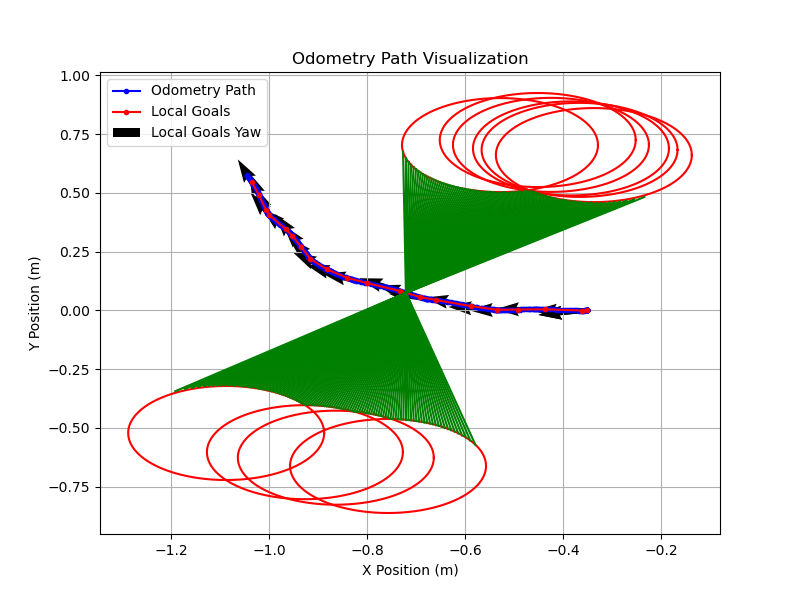 Odometry Path Visualization
Odometry Path
Local Goals
Local Goals Yaw
1.00
0.75
0.50
0.25
0.00
−0.25
−0.50
−0.75
Y Position (m)
−1.2
−1.0
−0.8
−0.6
−0.4
−0.2
X Position (m)